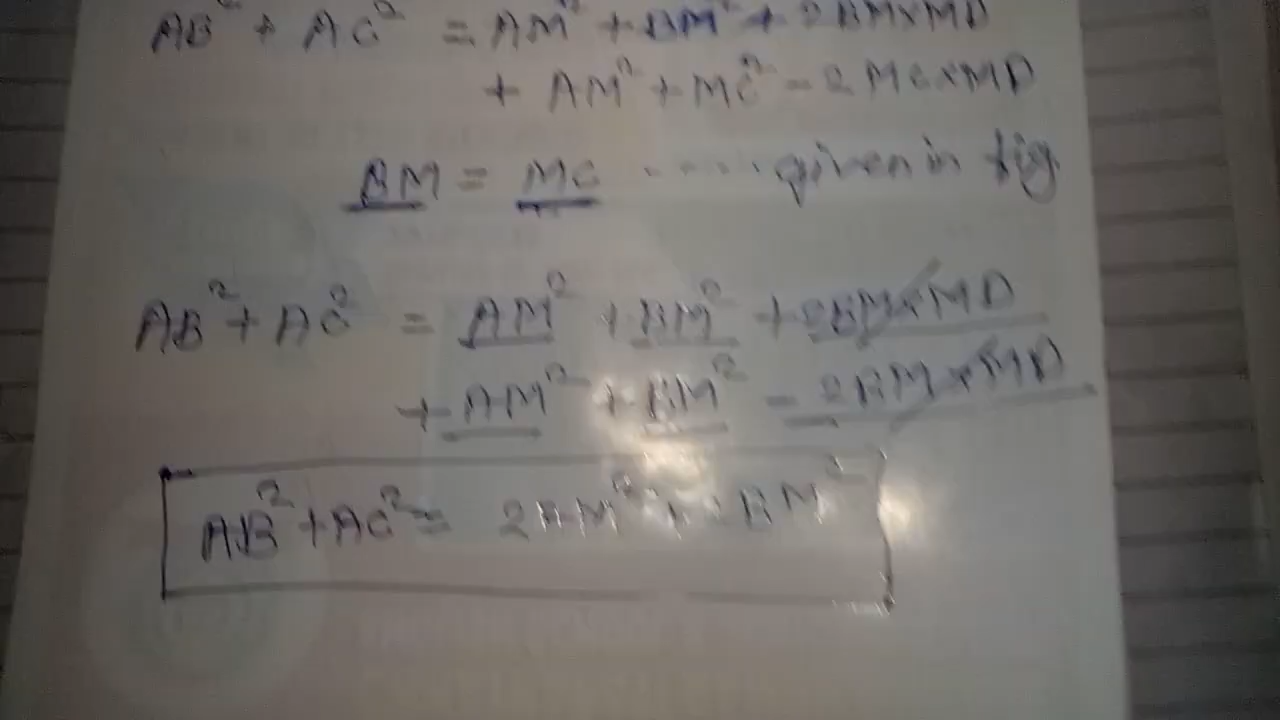 AB² + AC² = AM² + BM² + 2BM×MD
+ AM² + MC² - 2MC×MD
BM = MC ...... given in fig.
AB² + AC² = AM² + BM² + 2BM×MD
+ AM² + BM² - 2BM×MD
AB² + AC² = 2AM² + 2BM²